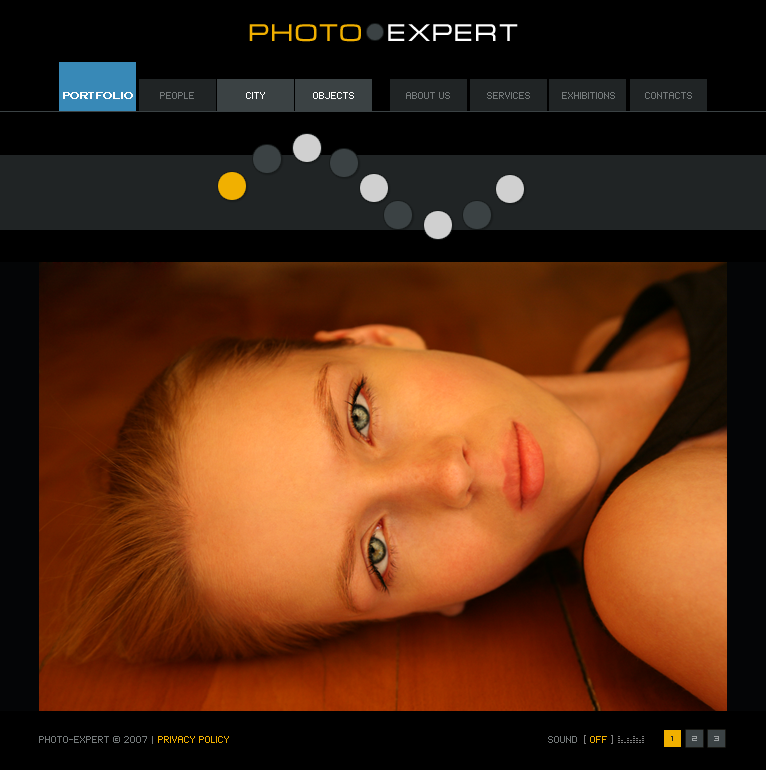 PHOTO EXPERT
PORTFOLIO PEOPLE CITY OBJECTS ABOUT US SERVICES EXHIBITIONS CONTACTS
PHOTO-EXPERT © 2007 | PRIVACY POLICY SOUND [ OFF ] 1 2 3